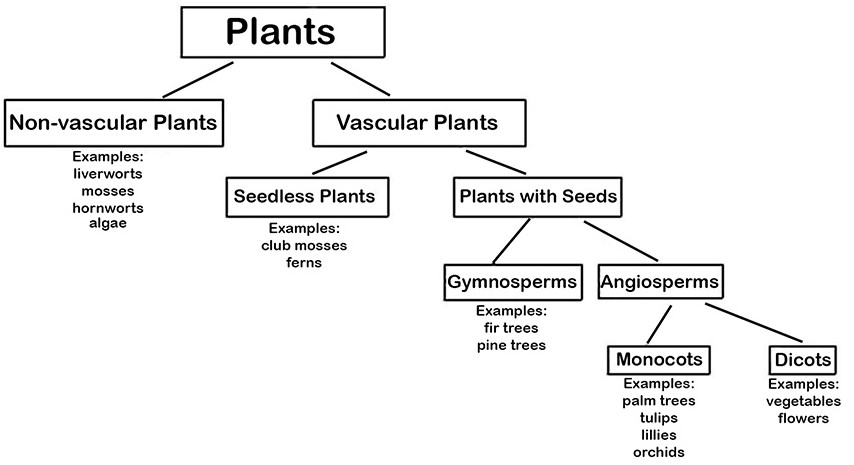 Plants
Non-vascular Plants
Examples:
liverworts
mosses
hornworts
algae
Vascular Plants
Seedless Plants
Examples:
club mosses
ferns
Plants with Seeds
Gymnosperms
Examples:
fir trees
pine trees
Angiosperms
Monocots
Examples:
palm trees
tulips
lillies
orchids
Dicots
Examples:
vegetables
flowers